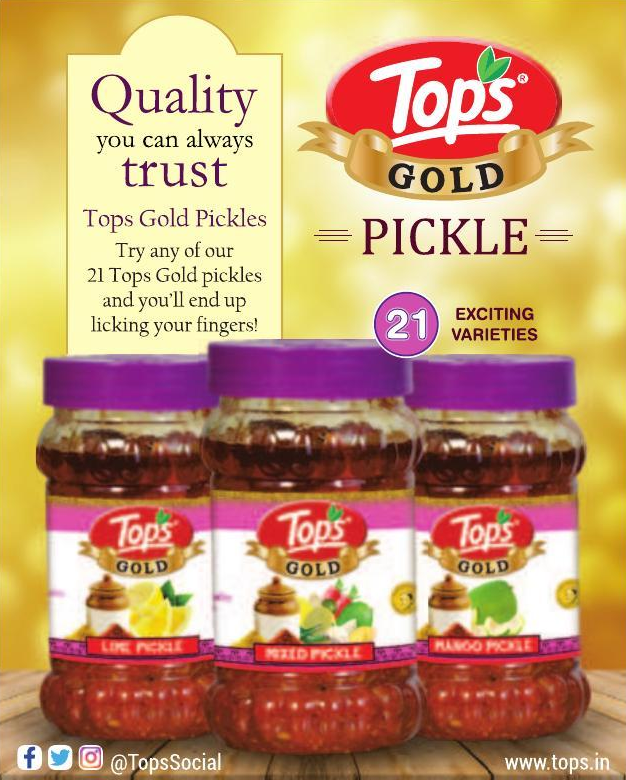 Quality
you can always
trust
Tops Gold Pickles
Try any of our
21 Tops Gold pickles
and you'll end up
licking your fingers!
Tops®
GOLD
PICKLE
21
EXCITING
VARIETIES
Tops
GOLD
LIME PICKLE
Tops
GOLD
MIXED PICKLE
Tops
GOLD
MANGO PICKLE
@TopsSocial
www.tops.in